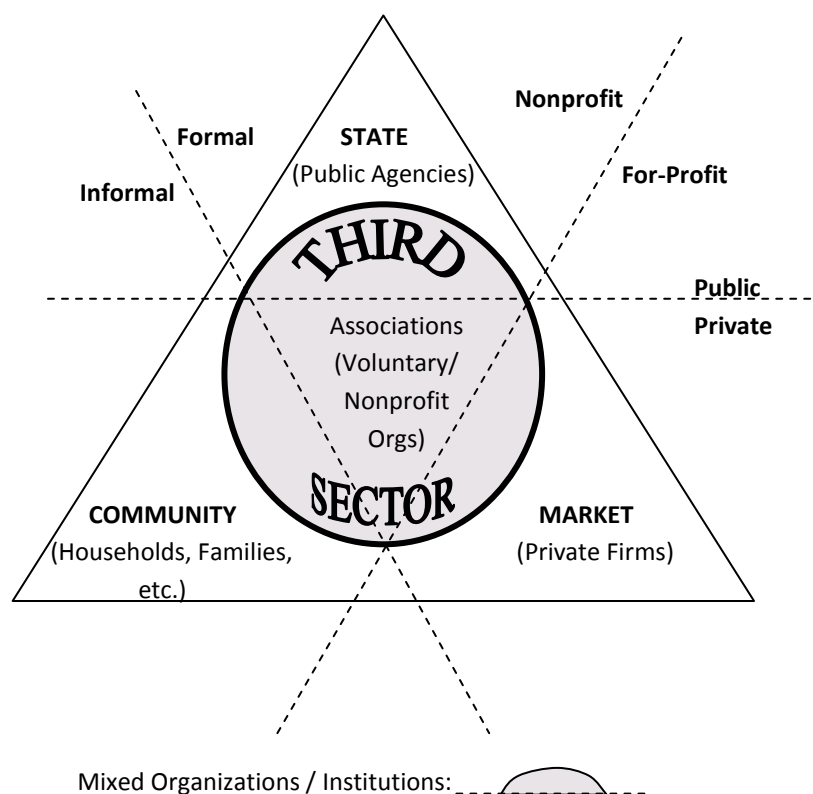 Nonprofit
Formal
STATE
(Public Agencies)
For-Profit
Informal
THIRD
Public
Private
Associations
(Voluntary/
Nonprofit
Orgs)
SECTOR
COMMUNITY
(Households, Families,
etc.)
MARKET
(Private Firms)
Mixed Organizations / Institutions: